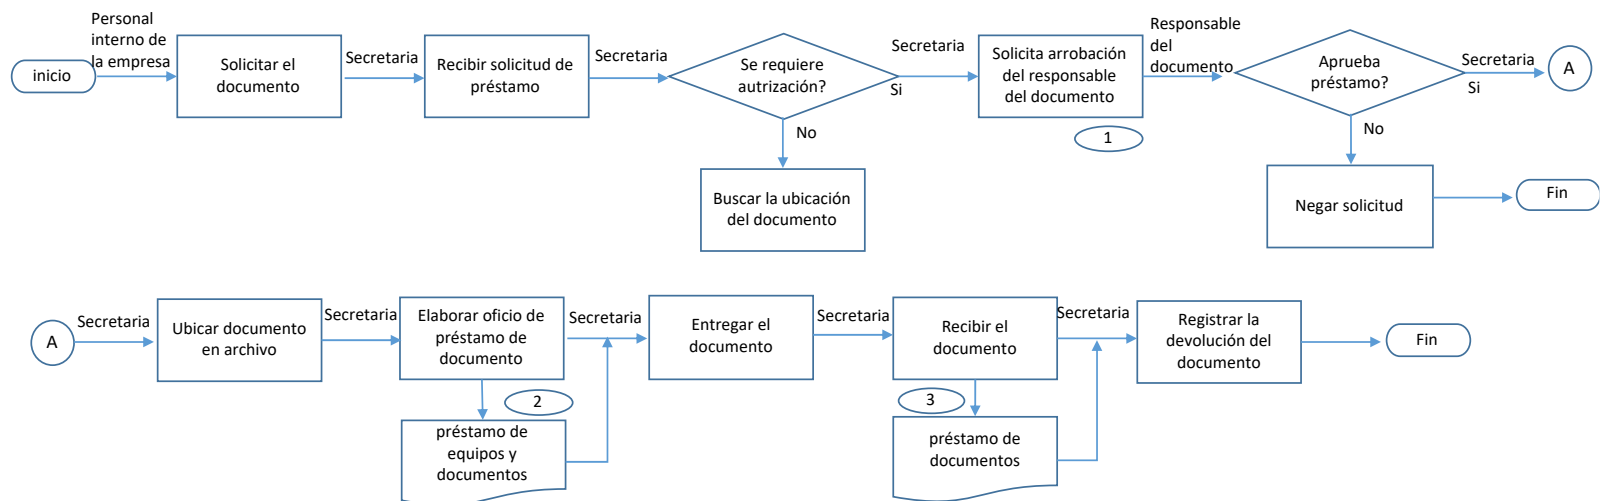 inicio
Personal
interno de
la empresa
Solicitar el
documento
Secretaria
Recibir solicitud de
préstamo
Secretaria
Se requiere
autrización?
Secretaria
Si
No
Buscar la ubicación
del documento
Solicita arrobación
del responsable
del documento
1
Responsable
del
documento
Aprueba
préstamo?
Secretaria
Si
A
No
Negar solicitud
Fin
A
Secretaria
Ubicar documento
en archivo
Secretaria
Elaborar oficio de
préstamo de
documento
2
préstamo de
equipos y
documentos
Secretaria
Entregar el
documento
Secretaria
Recibir el
documento
3
préstamo de
documentos
Secretaria
Registrar la
devolución del
documento
Fin